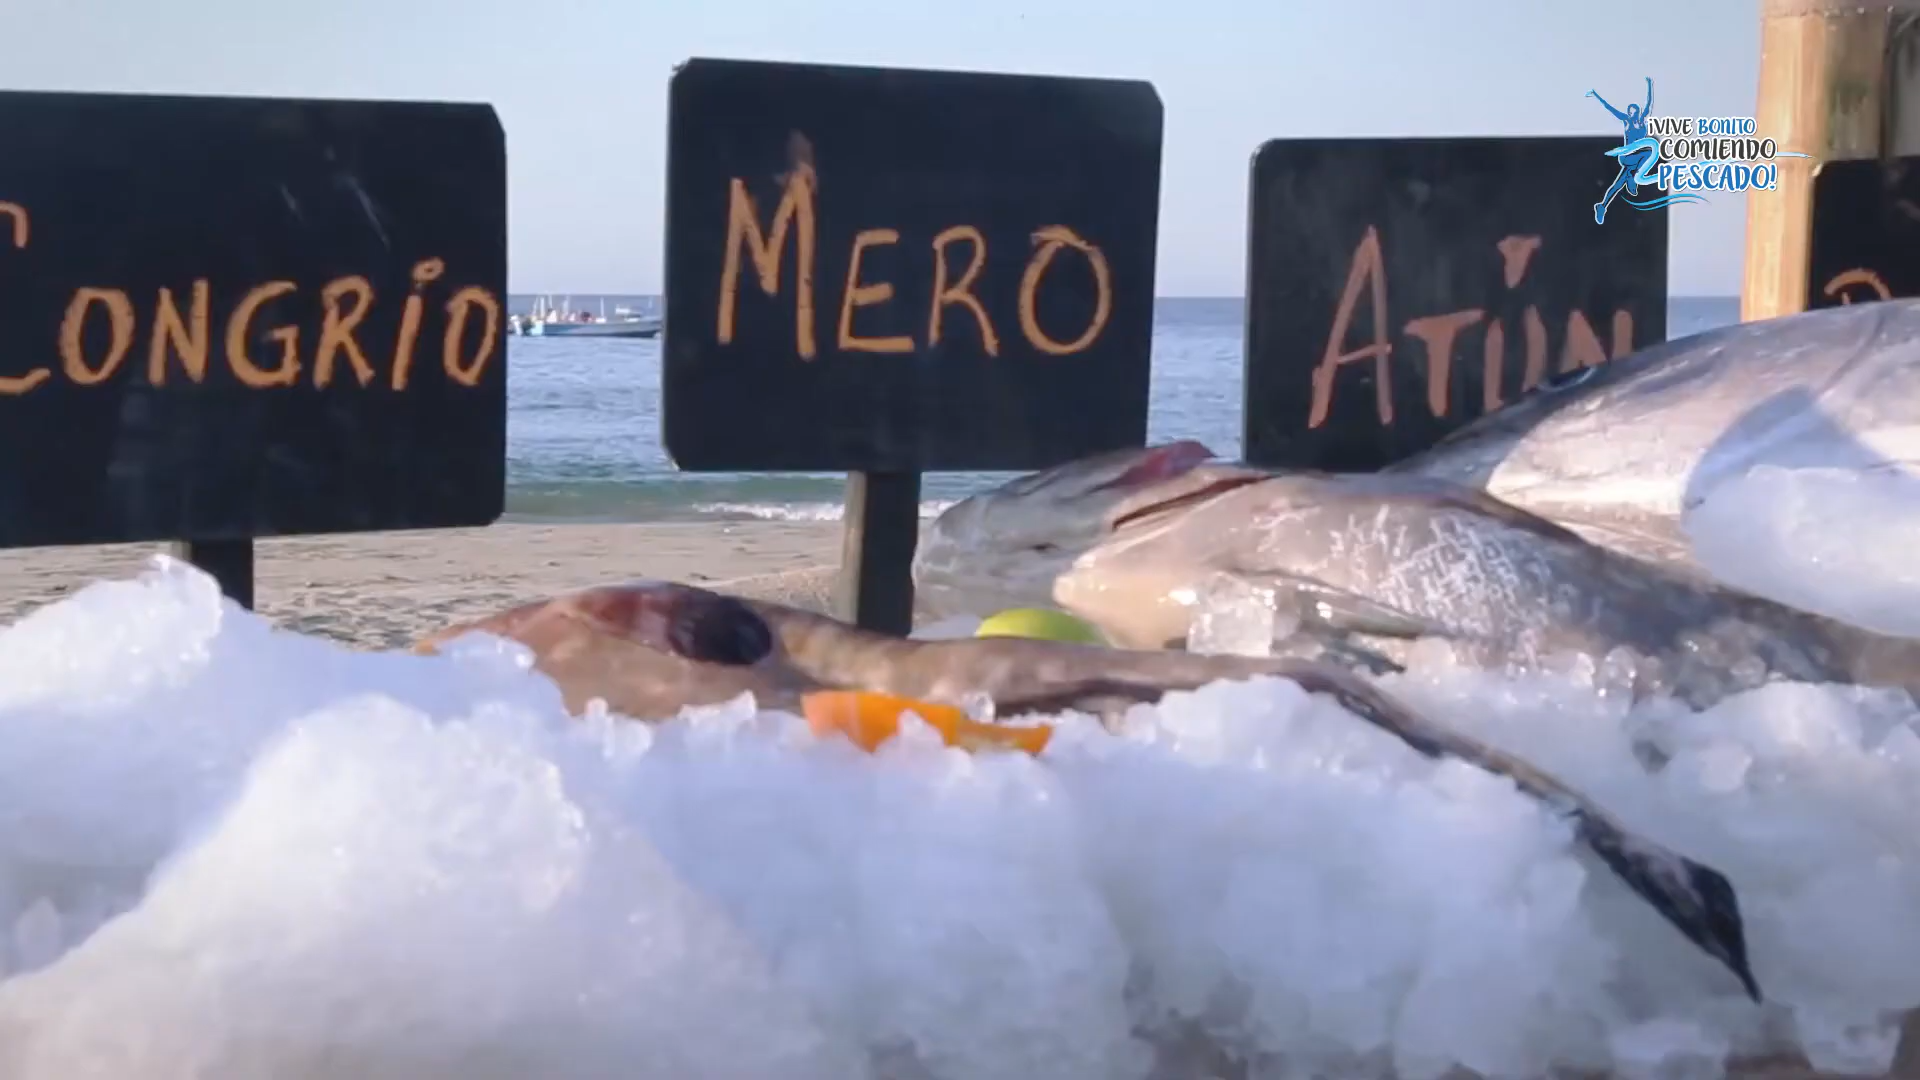 CONGRIO
MERO
ATÚN
¡VIVE BONITO
COMIENDO
PESCADO!